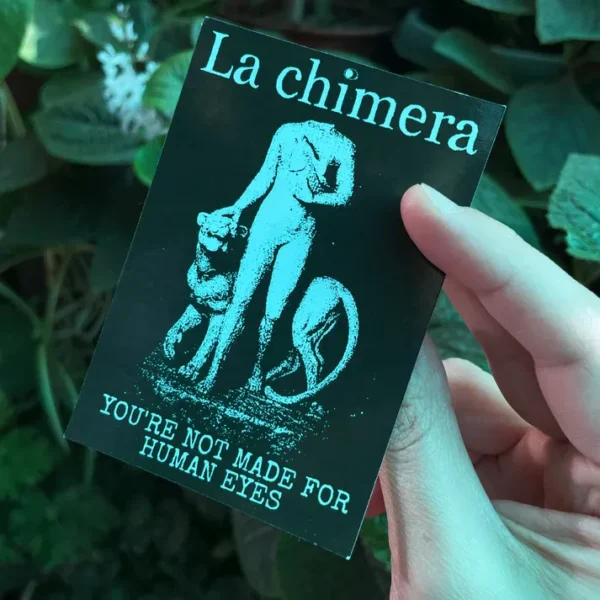 La chimera
YOU'RE NOT MADE FOR
HUMAN EYES